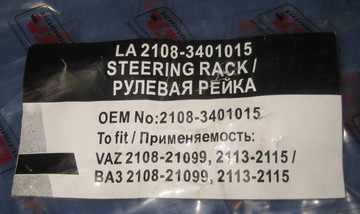 LA 2108-3401015
STEERING RACK /
РУЛЕВАЯ РЕЙКА
OEM No:2108-3401015
To fit / Применяемость:
VAZ 2108-21099, 2113-2115 /
ВАЗ 2108-21099, 2113-2115